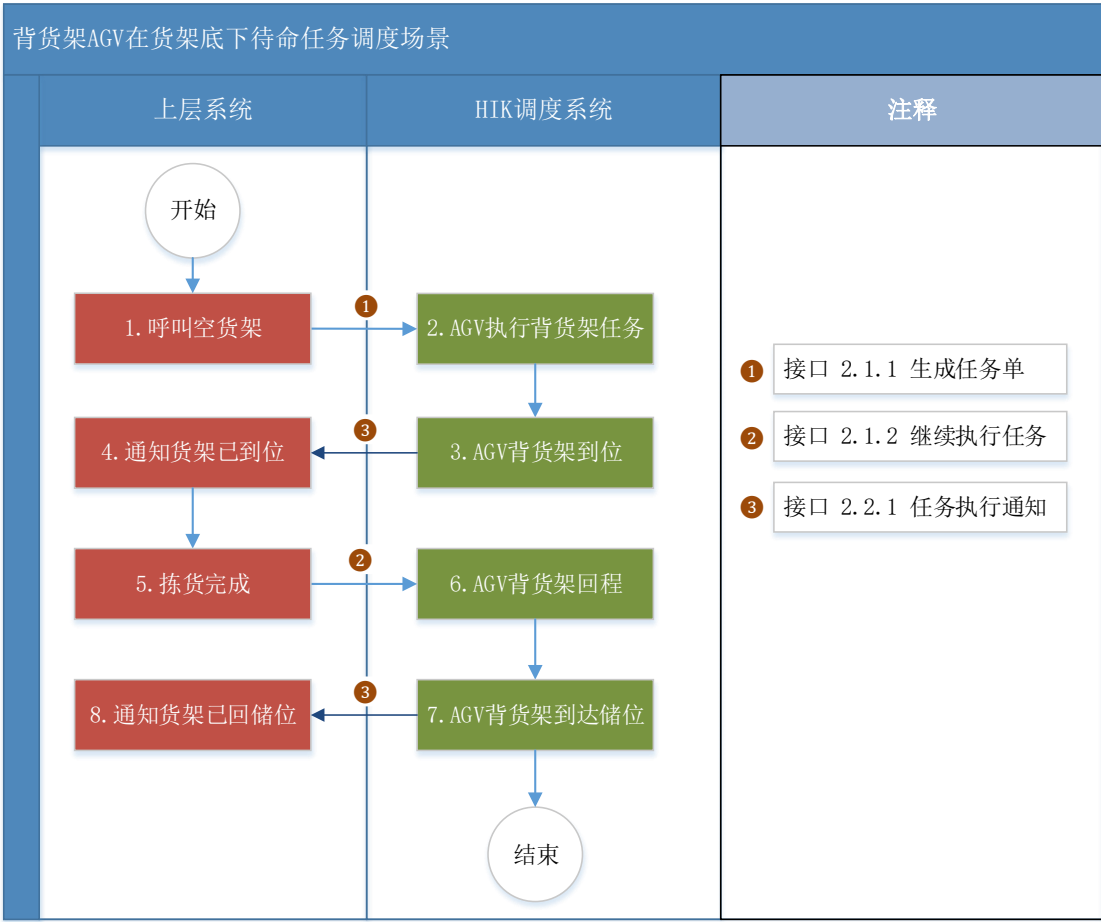 背货架AGV在货架底下待命任务调度场景
上层系统
HIK调度系统
注释
开始
1
1.呼叫空货架
2.AGV执行背货架任务
1 接口 2.1.1 生成任务单
3
4.通知货架已到位
3.AGV背货架到位
2 接口 2.1.2 继续执行任务
3 接口 2.2.1 任务执行通知
2
5.拣货完成
6.AGV背货架回程
3
8.通知货架已回储位
7.AGV背货架到达储位
结束